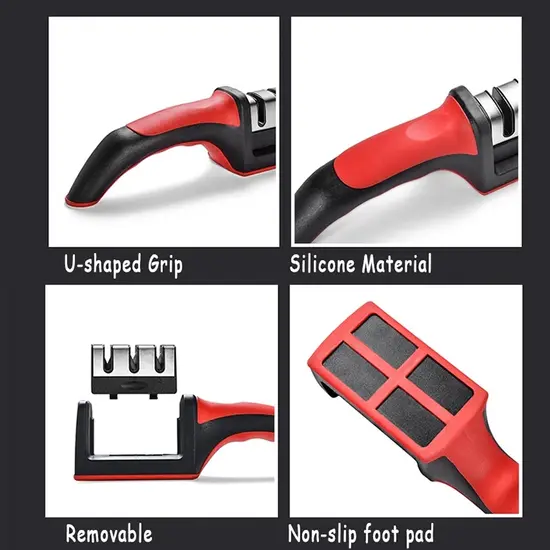 U-shaped Grip
Silicone Material
Removable
Non-slip foot pad